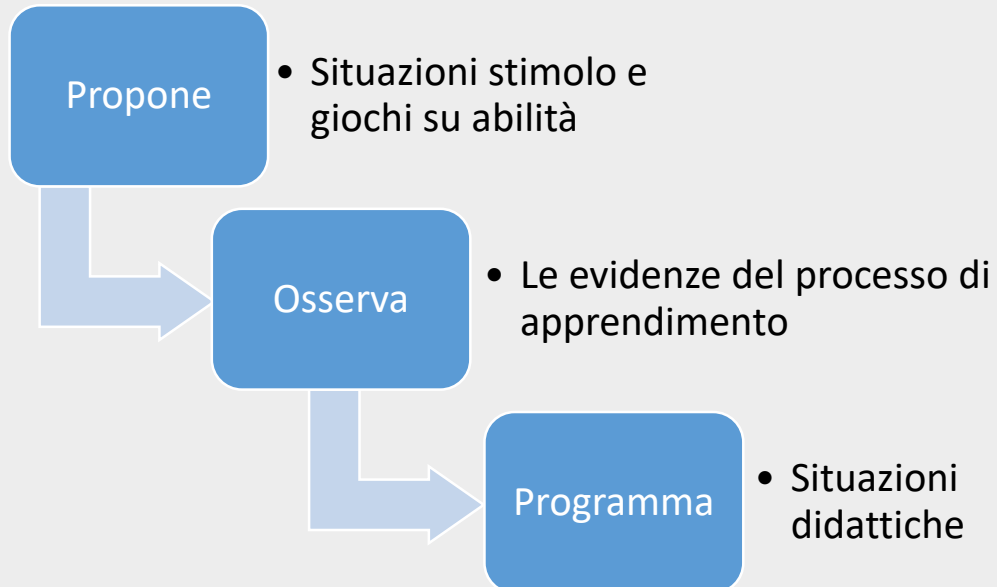 Propone
• Situazioni stimolo e
giochi su abilità
Osserva
• Le evidenze del processo di
apprendimento
Programma
• Situazioni
didattiche